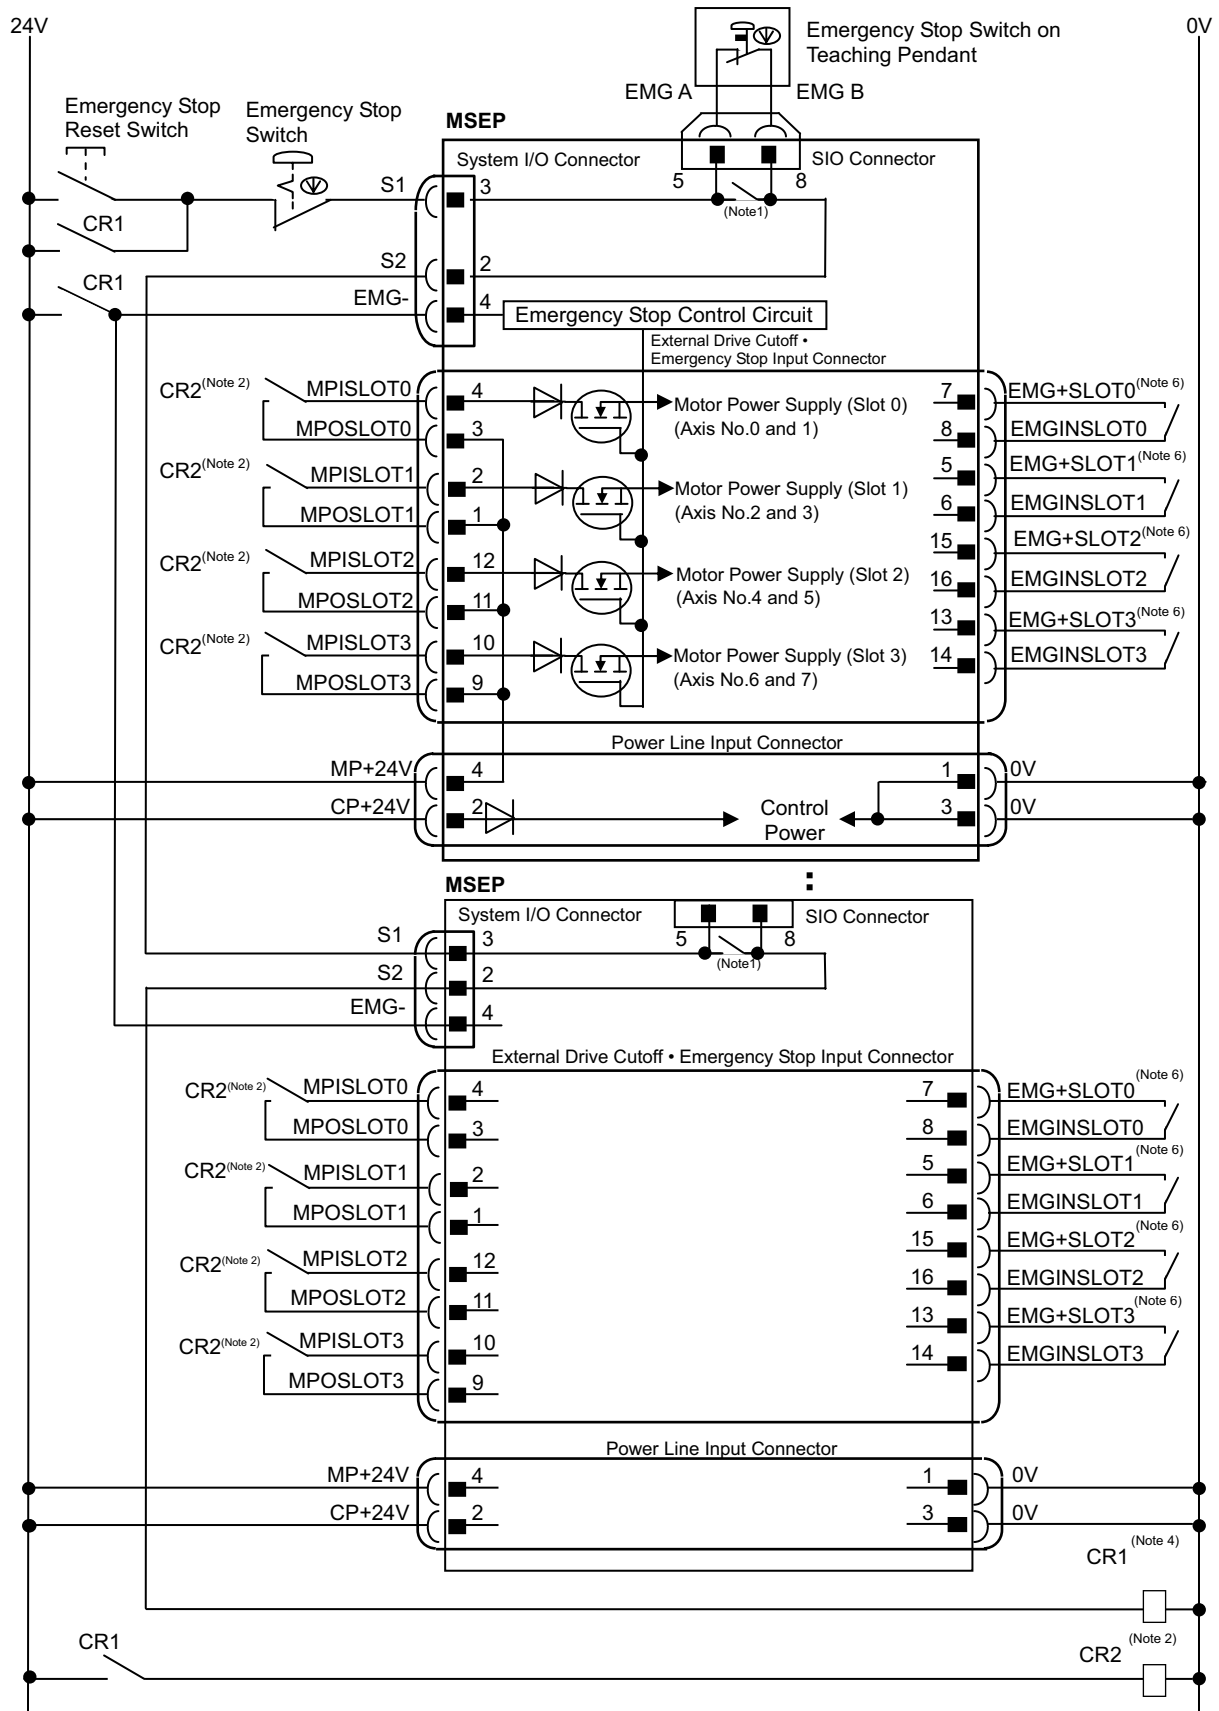 24V
0V
Emergency Stop Switch on
Teaching Pendant
EMG A
EMG B
Emergency Stop
Reset Switch
Emergency Stop
Switch
MSEP
System I/O Connector
SIO Connector
S1
3
5
8
(Note1)
CR1
S2
2
CR1
EMG-
4
Emergency Stop Control Circuit
External Drive Cutoff •
Emergency Stop Input Connector
CR2(Note 2)
MPISLOT0
4
Motor Power Supply (Slot 0)
(Axis No.0 and 1)
7
EMG+SLOT0(Note 6)
MPOSLOT0
3
8
EMGINSLOT0
CR2(Note 2)
MPISLOT1
2
Motor Power Supply (Slot 1)
(Axis No.2 and 3)
5
EMG+SLOT1(Note 6)
MPOSLOT1
1
6
EMGINSLOT1
CR2(Note 2)
MPISLOT2
12
Motor Power Supply (Slot 2)
(Axis No.4 and 5)
15
EMG+SLOT2(Note 6)
MPOSLOT2
11
16
EMGINSLOT2
CR2(Note 2)
MPISLOT3
10
Motor Power Supply (Slot 3)
(Axis No.6 and 7)
13
EMG+SLOT3(Note 6)
MPOSLOT3
9
14
EMGINSLOT3
Power Line Input Connector
MP+24V
4
1
0V
CP+24V
2
Control
Power
3
0V
MSEP
:
System I/O Connector
SIO Connector
S1
3
5
8
(Note1)
S2
2
EMG-
4
External Drive Cutoff • Emergency Stop Input Connector
CR2(Note 2)
MPISLOT0
4
7
EMG+SLOT0(Note 6)
MPOSLOT0
3
8
EMGINSLOT0
CR2(Note 2)
MPISLOT1
2
5
EMG+SLOT1(Note 6)
MPOSLOT1
1
6
EMGINSLOT1
CR2(Note 2)
MPISLOT2
12
15
EMG+SLOT2(Note 6)
MPOSLOT2
11
16
EMGINSLOT2
CR2(Note 2)
MPISLOT3
10
13
EMG+SLOT3(Note 6)
MPOSLOT3
9
14
EMGINSLOT3
Power Line Input Connector
MP+24V
4
1
0V
CP+24V
2
3
0V
CR1(Note 4)
CR1
CR2(Note 2)